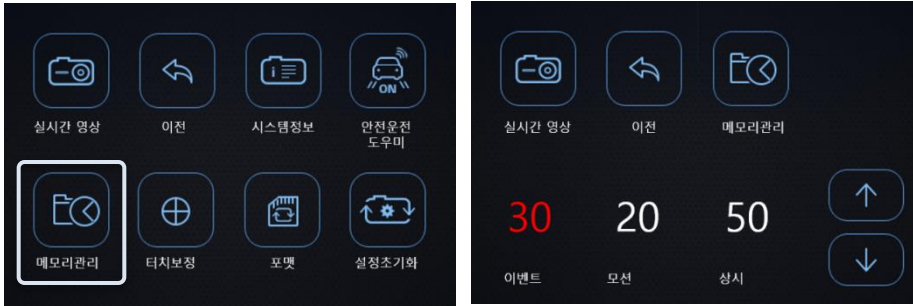 실시간 영상
이전
시스템정보
안전운전
도우미
ON
메모리관리
터치보정
포맷
설정초기화
실시간 영상
이전
메모리관리
30
20
50
이벤트
모션
상시